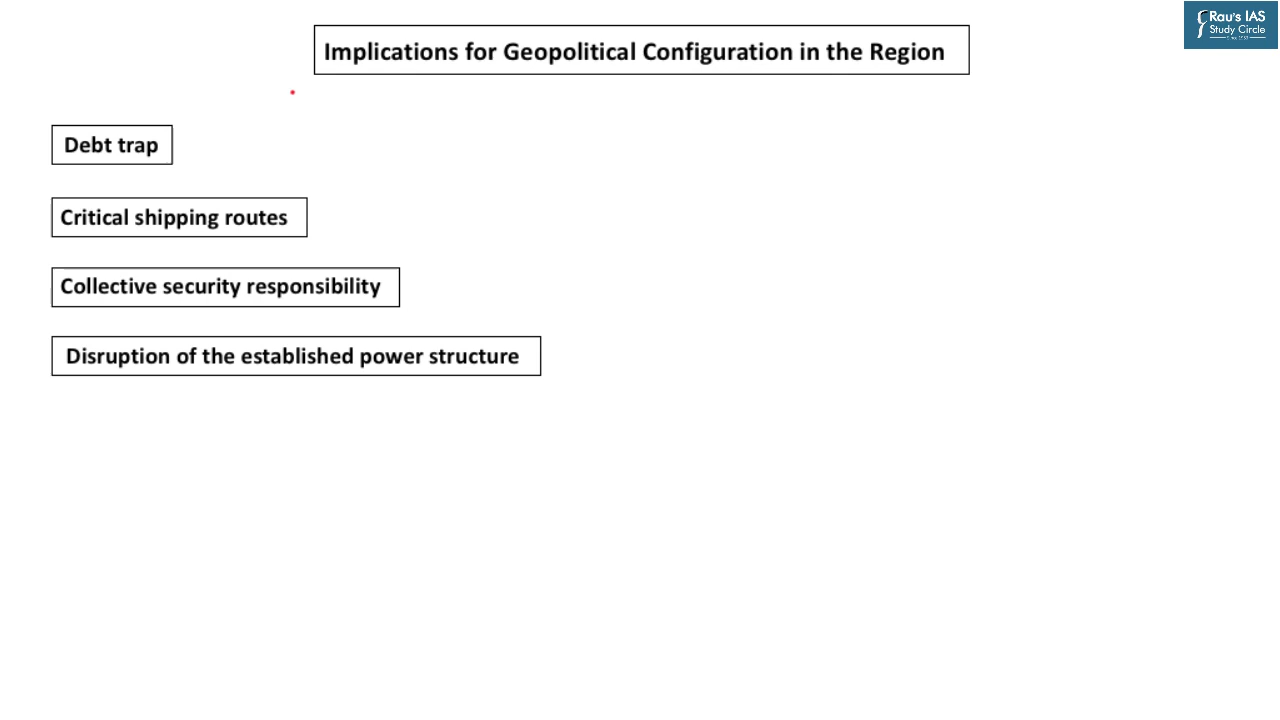 Rau's IAS
Study Circle
Implications for Geopolitical Configuration in the Region
Debt trap
Critical shipping routes
Collective security responsibility
Disruption of the established power structure